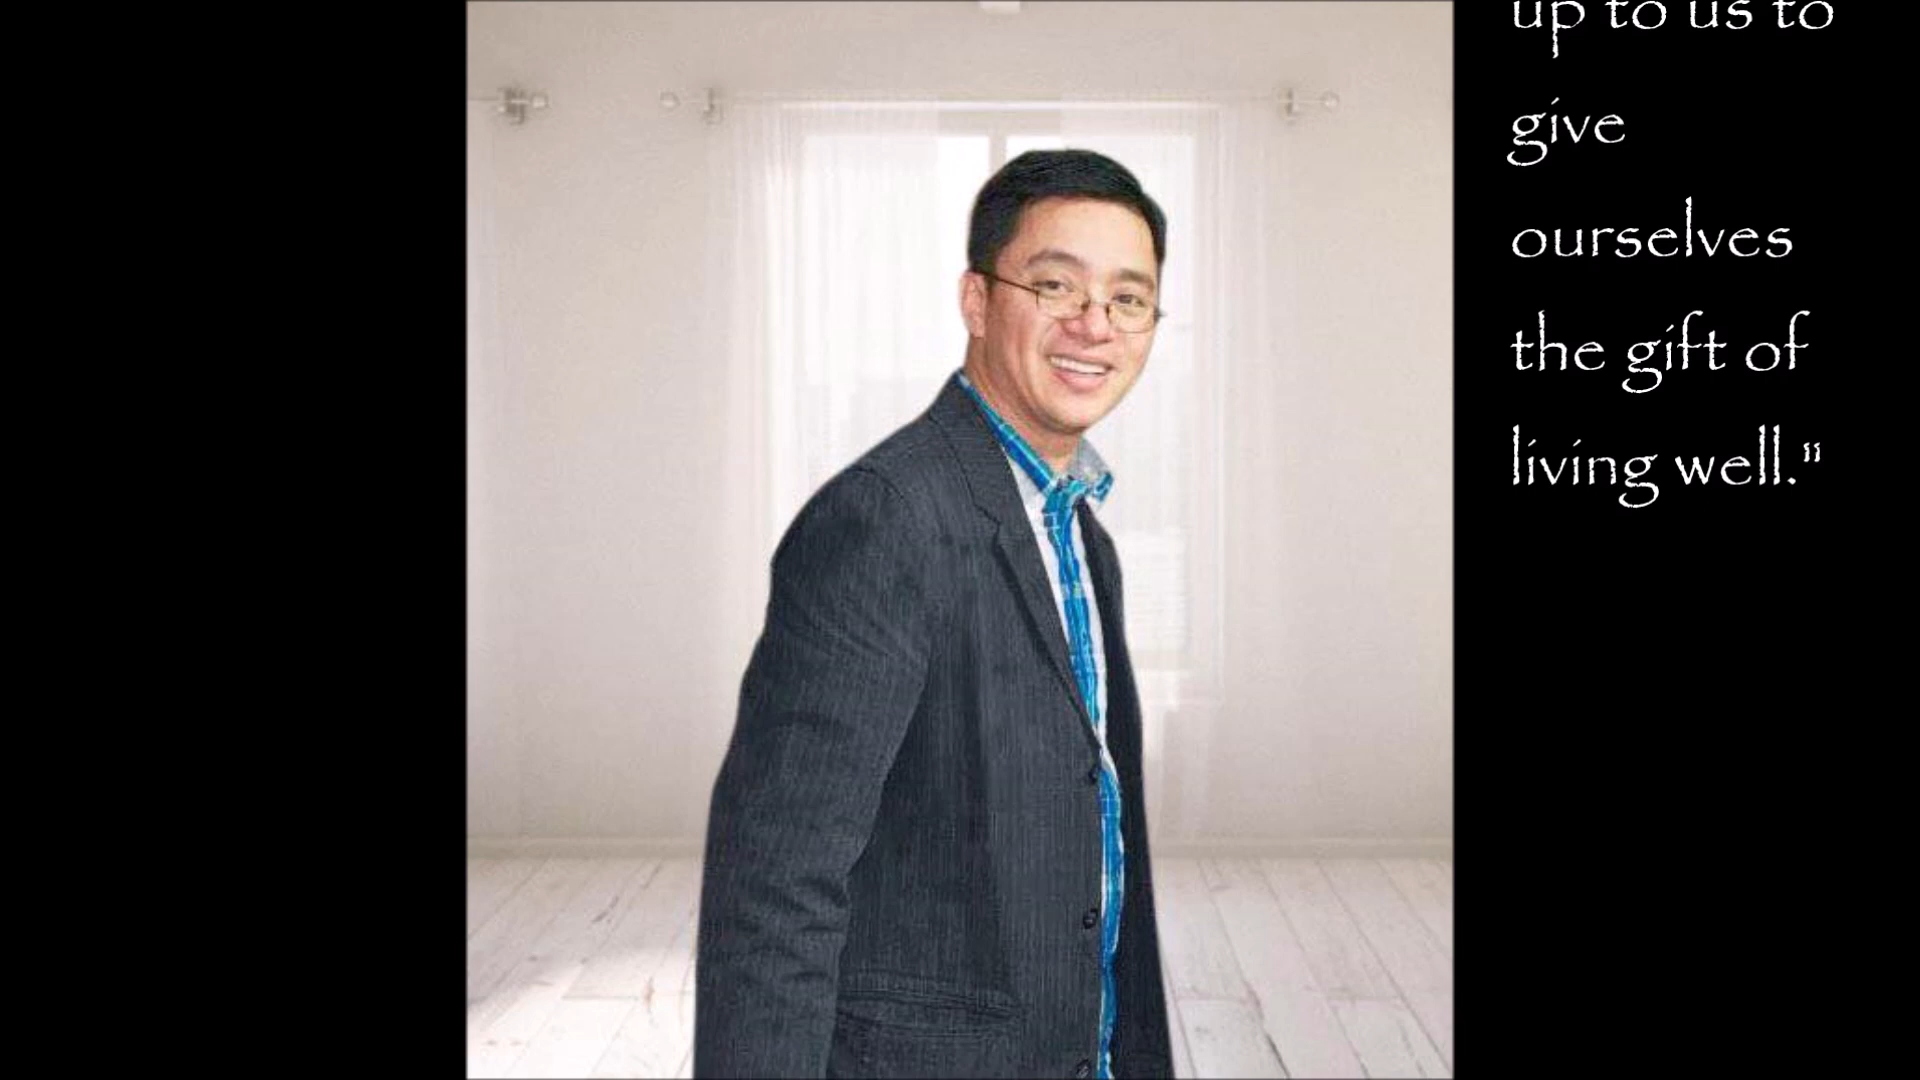 up to us to
give
ourselves
the gift of
living well."